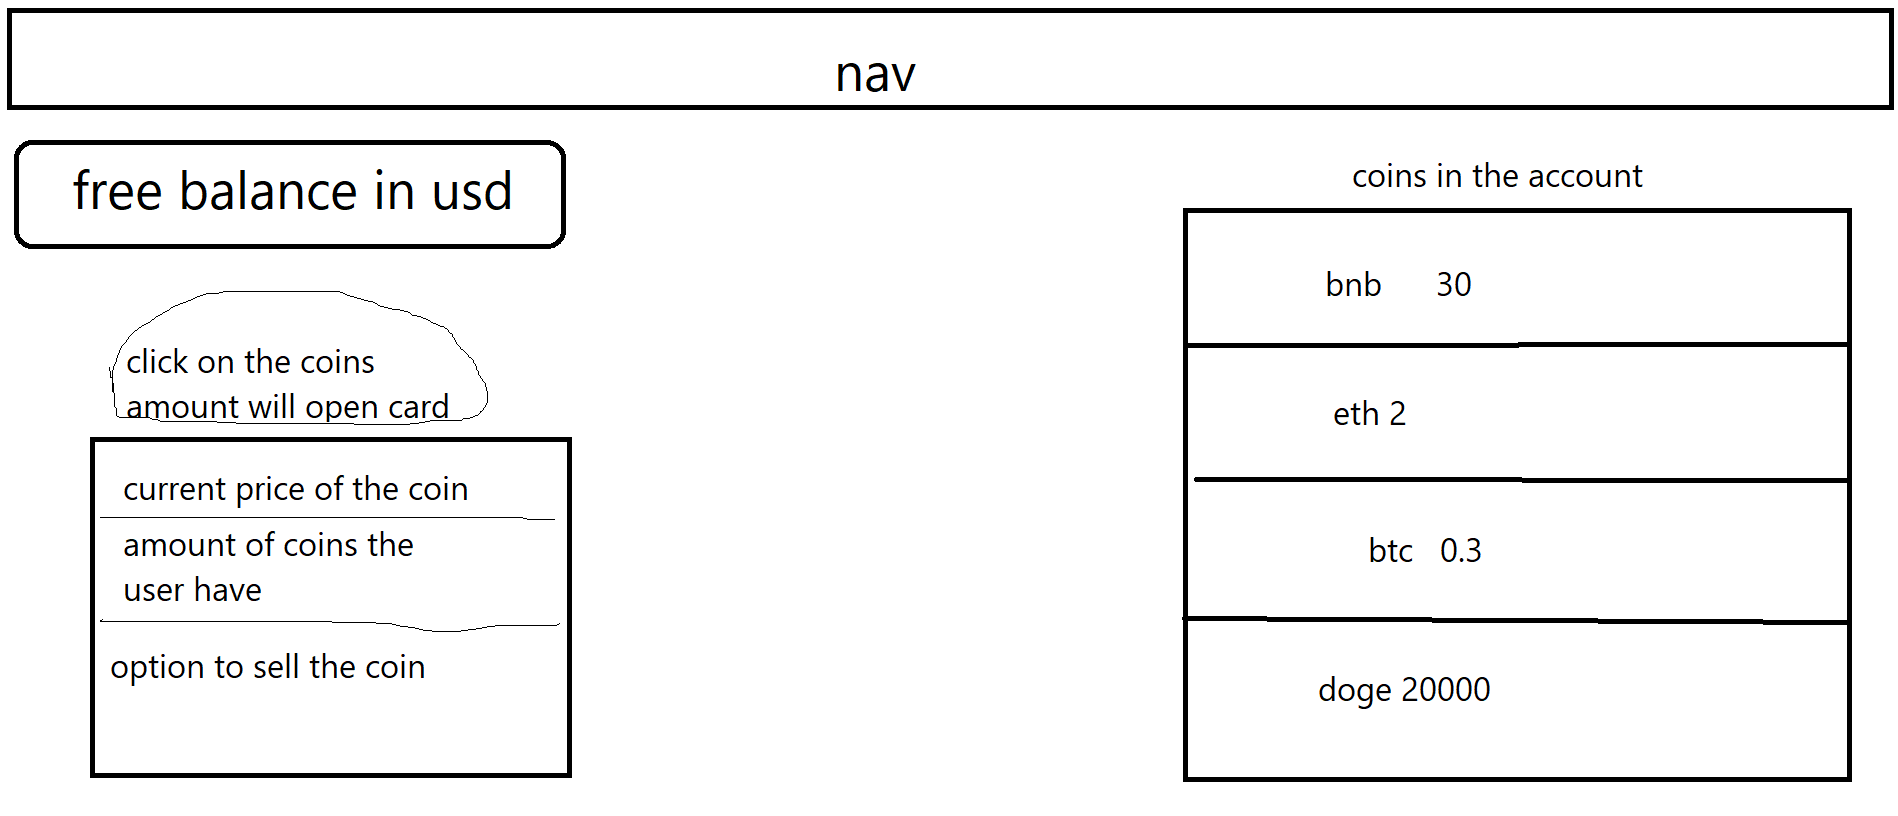 nav
free balance in usd
click on the coins
amount will open card
current price of the coin
amount of coins the
user have
option to sell the coin
coins in the account
bnb 30
eth 2
btc 0.3
doge 20000